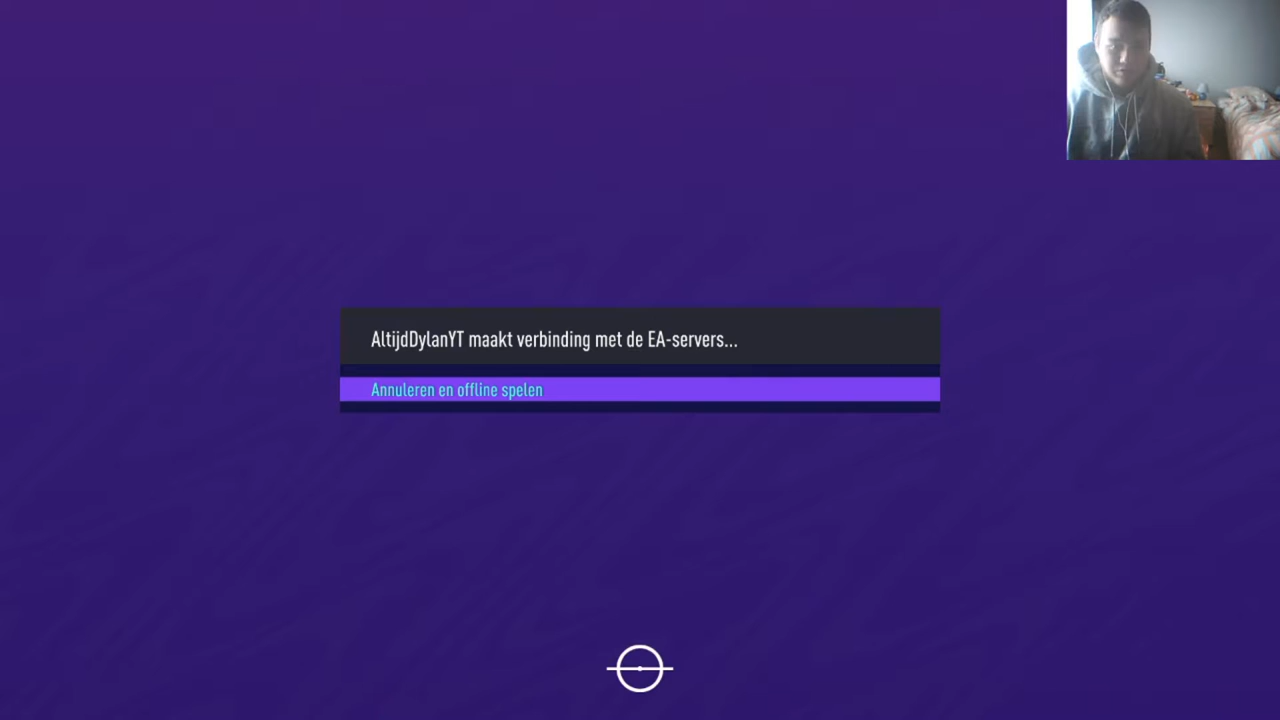 AltijdDylanYT maakt verbinding met de EA-servers...
Annuleren en offline spelen